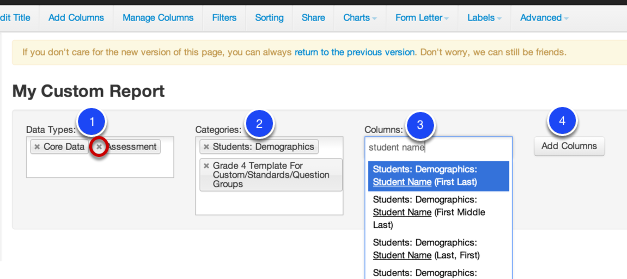 dit Title Add Columns Manage Columns Filters Sorting Share Charts Form Letter Labels Advanced
If you don't care for the new version of this page, you can always return to the previous version. Don't worry, we can still be friends.
My Custom Report
1 2 3 4
Data Types: Categories: Columns:
× Core Data × Assessment × Students: Demographics student name Add Columns
× Grade 4 Template For
Custom/Standards/Question
Groups
Students: Demographics:
Student Name (First Last)
Students: Demographics:
Student Name (First Middle
Last)
Students: Demographics:
Student Name (Last, First)
Students: Demographics: